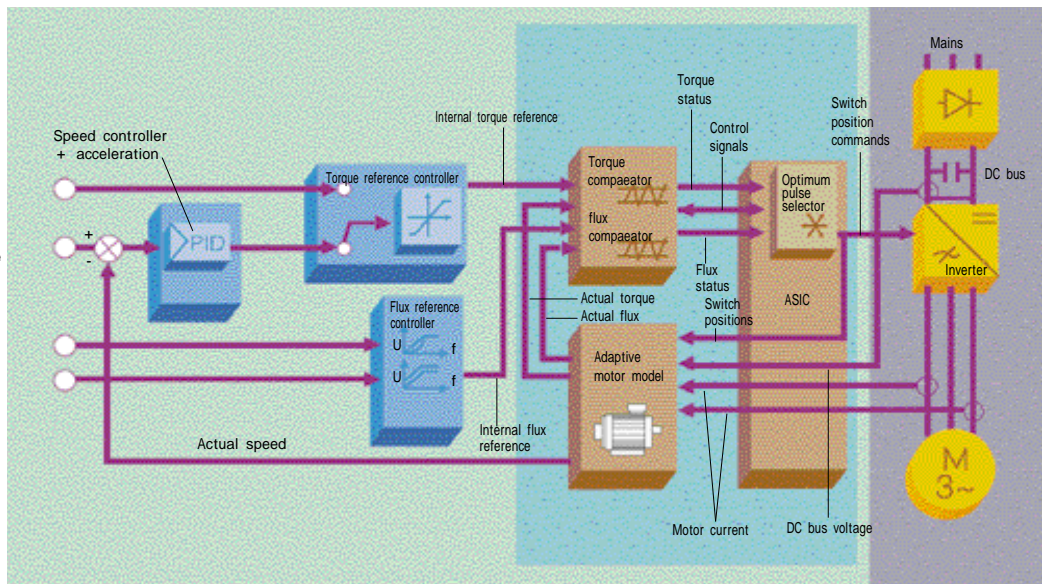 Mains
Torque
status
Switch
position
commands
Internal torque reference
Control
signals
Speed controller
+ acceleration
Torque reference controller
Torque
compaeator
flux
compaeator
Optimum
pulse
selector
DC bus
+
-
PID
Inverter
Flux
status
Actual torque
Actual flux
Switch
positions
ASIC
Flux reference
controller
U f
U f
Adaptive
motor model
Internal flux
reference
Actual speed
M
3~
Motor current
DC bus voltage